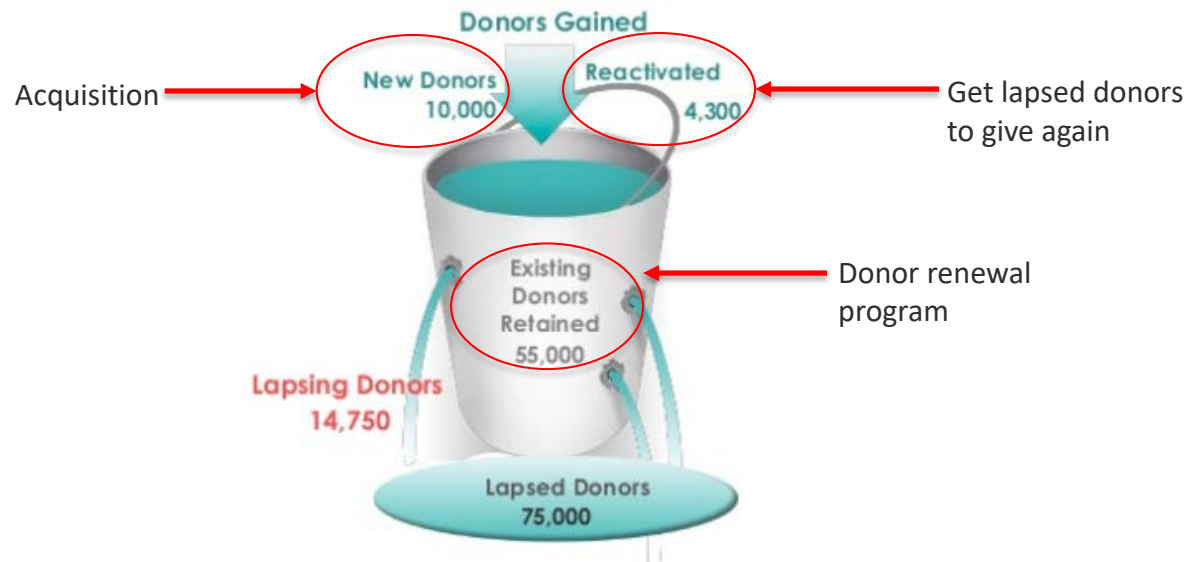 Donors Gained
Acquisition
New Donors
10,000
Reactivated
4,300
Get lapsed donors
to give again
Existing
Donors
Retained
55,000
Donor renewal
program
Lapsing Donors
14,750
Lapsed Donors
75,000